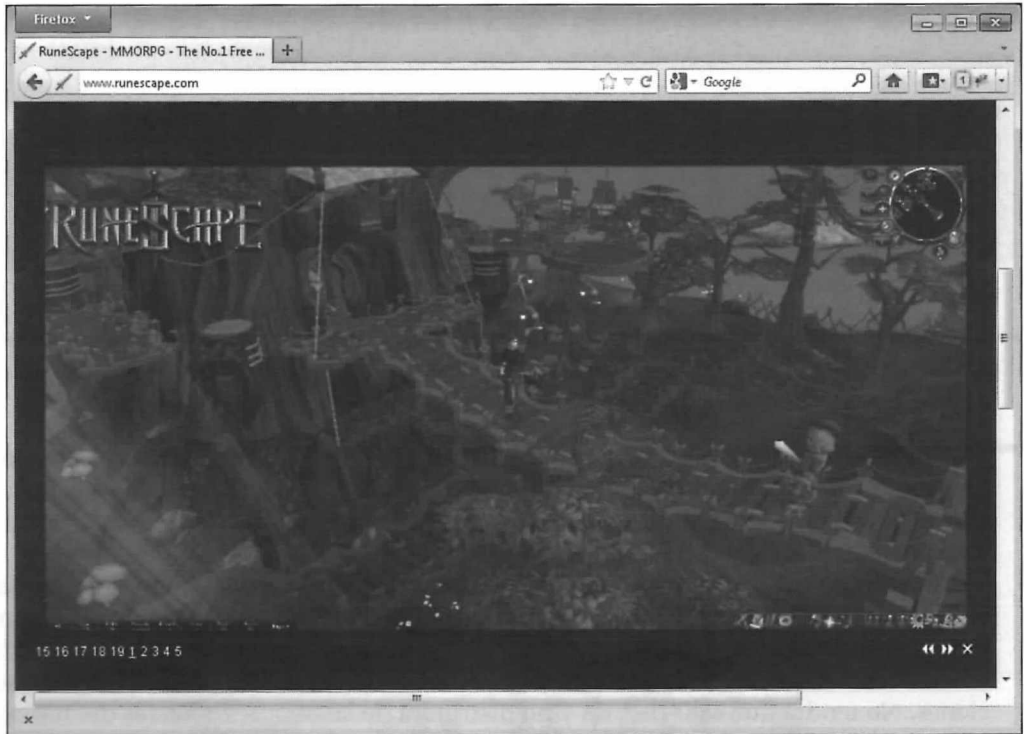 Firefox
RuneScape - MMORPG - The No.1 Free ...
+
www.runescape.com
Google
1
RUNESCAPE
15 16 17 18 19 1 2 3 4 5